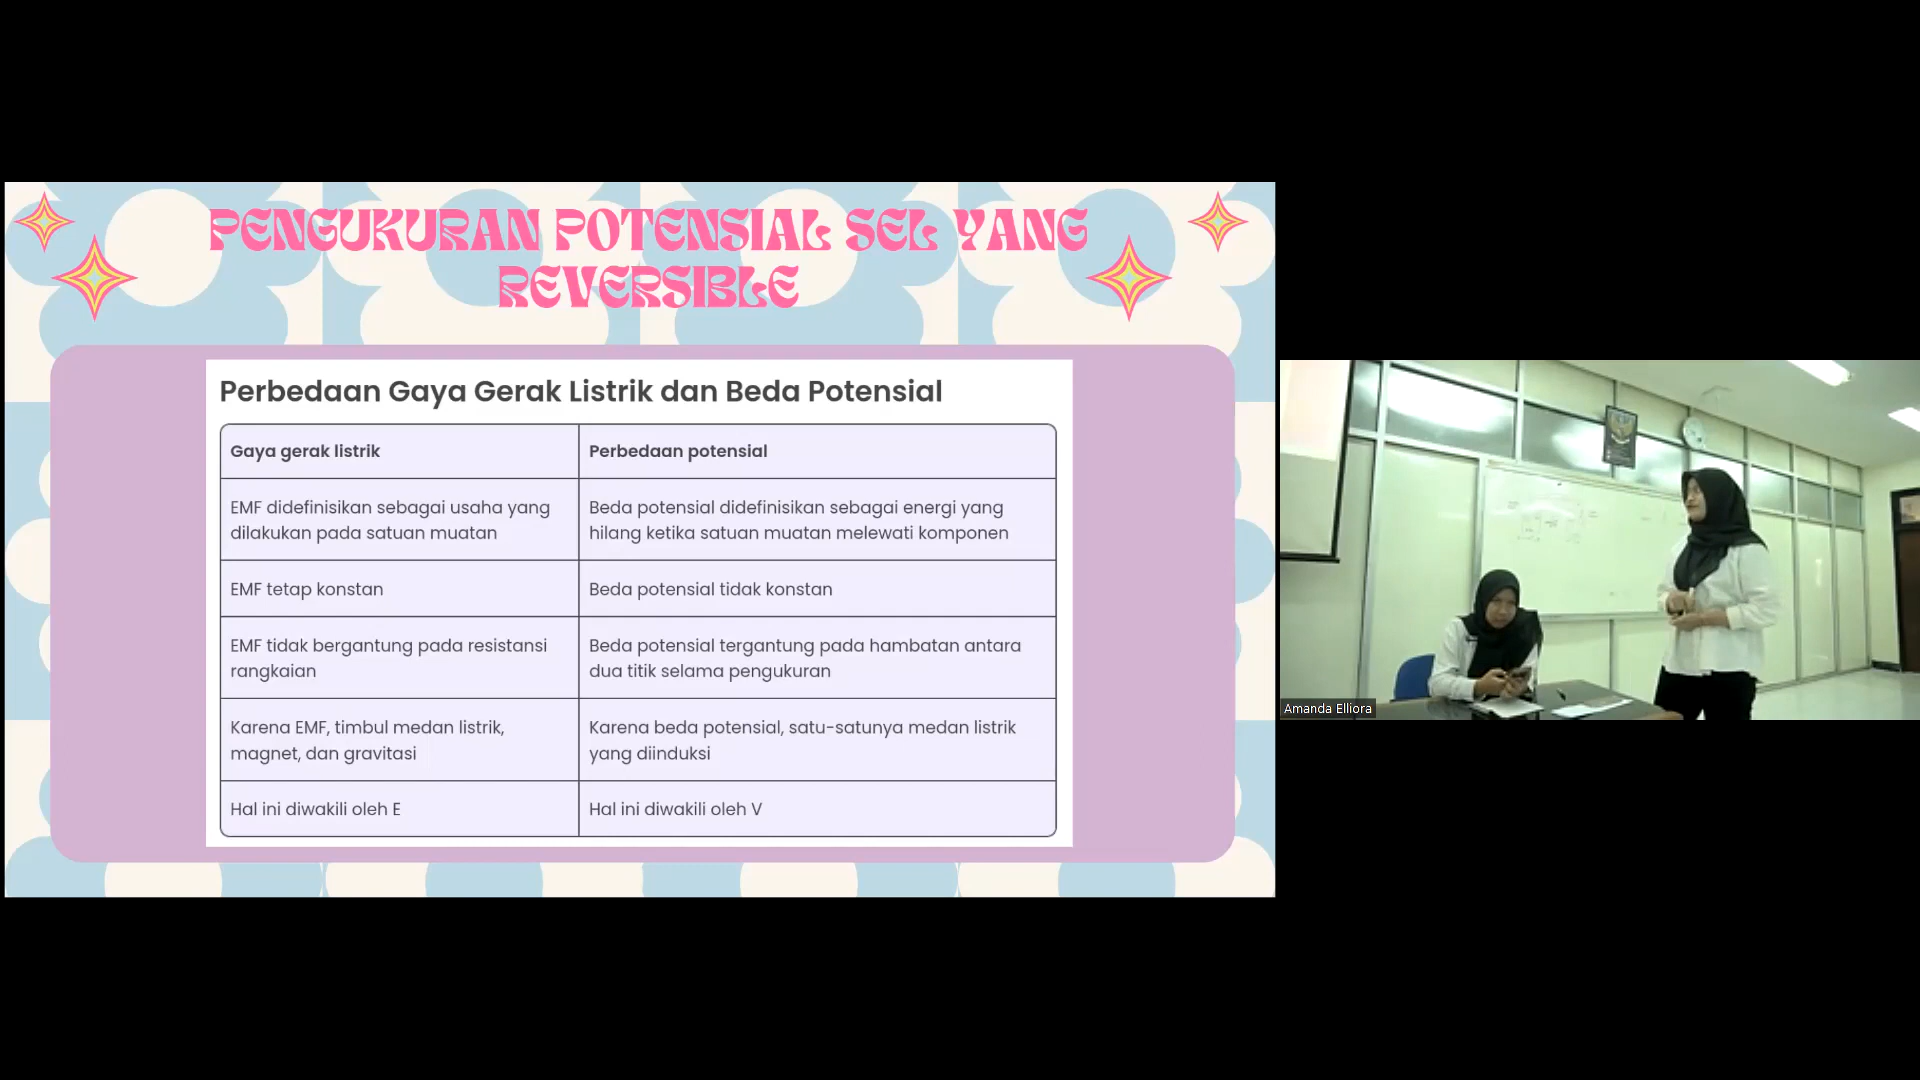 PENGUKURAN POTENSIAL SEL YANG
REVERSIBLE
Perbedaan Gaya Gerak Listrik dan Beda Potensial
Gaya gerak listrik
Perbedaan potensial
EMF didefinisikan sebagai usaha yang
dilakukan pada satuan muatan
Beda potensial didefinisikan sebagai energi yang
hilang ketika satuan muatan melewati komponen
EMF tetap konstan
Beda potensial tidak konstan
EMF tidak bergantung pada resistansi
rangkaian
Beda potensial tergantung pada hambatan antara
dua titik selama pengukuran
Karena EMF, timbul medan listrik,
magnet, dan gravitasi
Karena beda potensial, satu-satunya medan listrik
yang diinduksi
Hal ini diwakili oleh E
Hal ini diwakili oleh V
Amanda Elliora